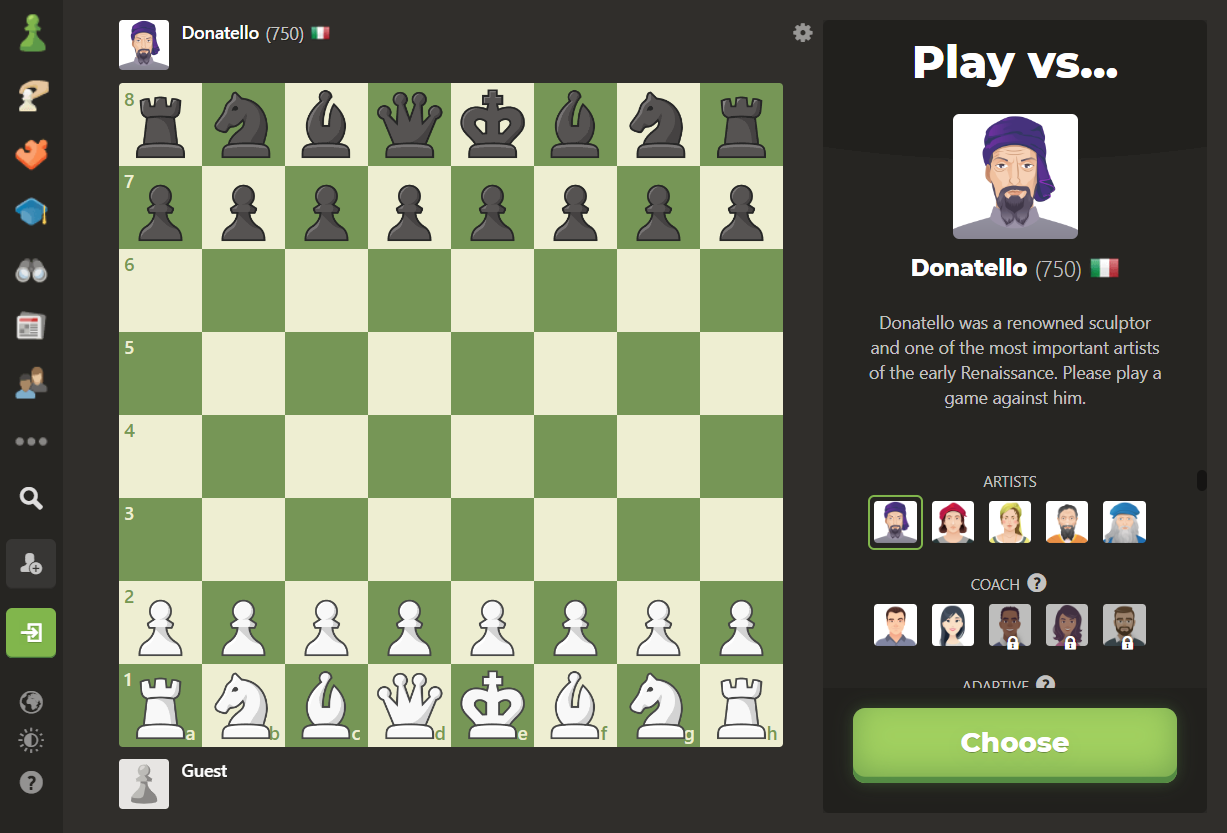 Donatello (750)
8
7
6
5
4
3
2
1
a
b
c
d
e
f
g
h
Guest
Play vs...
Donatello (750)
Donatello was a renowned sculptor
and one of the most important artists
of the early Renaissance. Please play a
game against him.
ARTISTS
COACH ?
ADAPTIVE ?
Choose
?